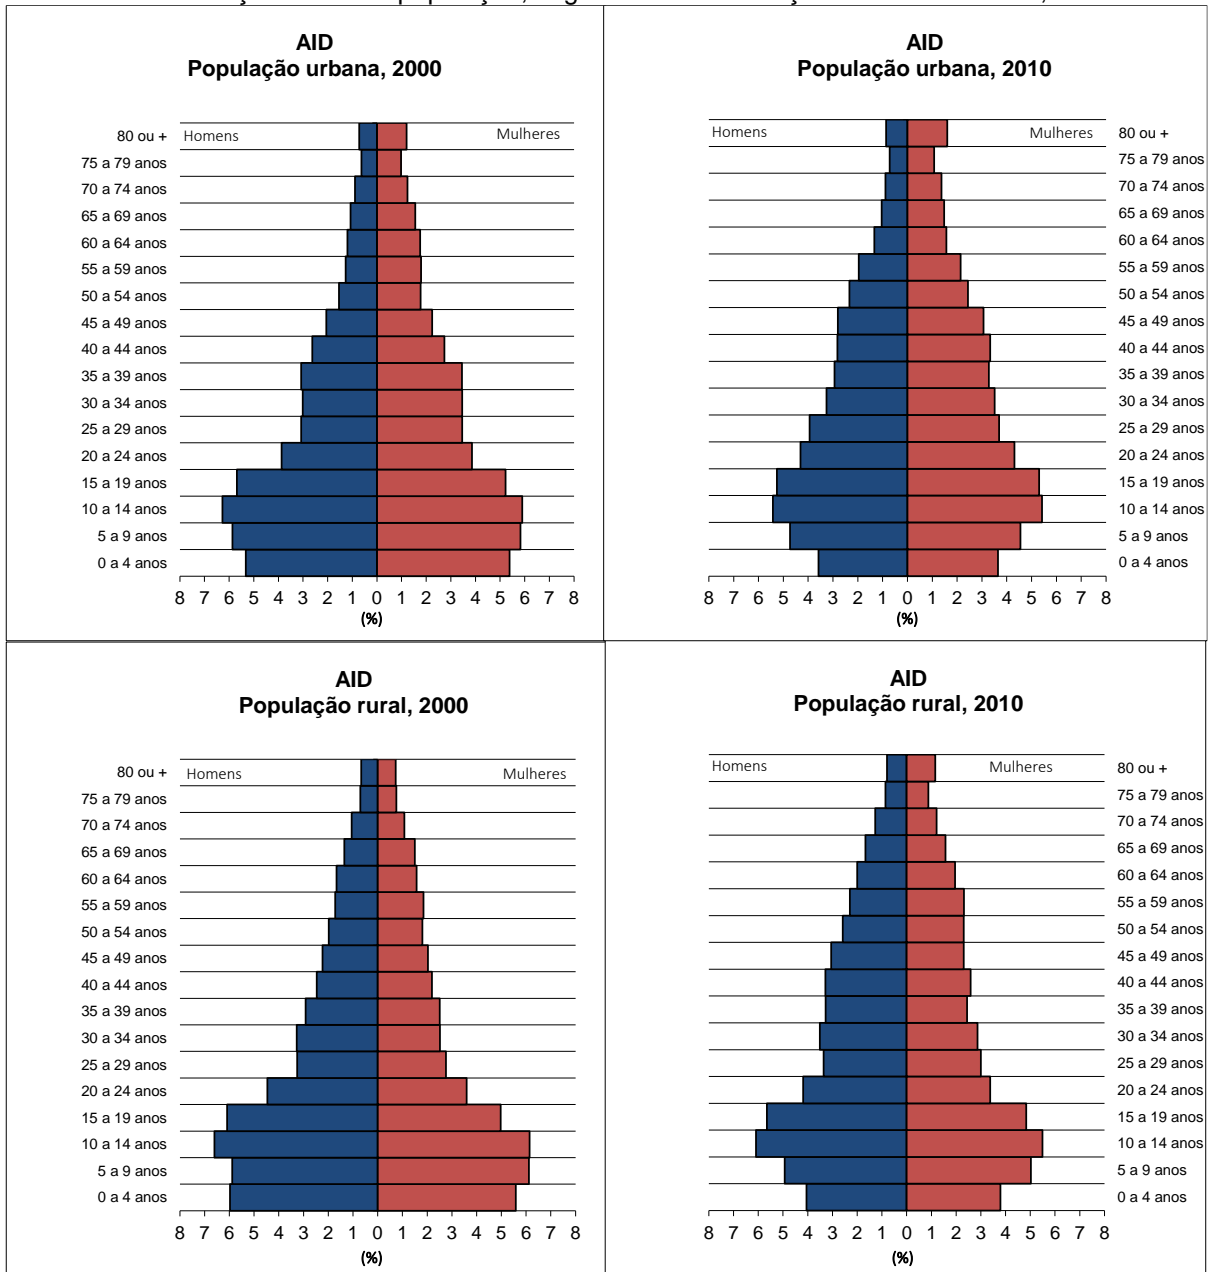 AID
População urbana, 2000
80 ou +
Homens
Mulheres
75 a 79 anos
70 a 74 anos
65 a 69 anos
60 a 64 anos
55 a 59 anos
50 a 54 anos
45 a 49 anos
40 a 44 anos
35 a 39 anos
30 a 34 anos
25 a 29 anos
20 a 24 anos
15 a 19 anos
10 a 14 anos
5 a 9 anos
0 a 4 anos
8 7 6 5 4 3 2 1 0 1 2 3 4 5 6 7 8
(%)
AID
População urbana, 2010
Homens
Mulheres
80 ou +
75 a 79 anos
70 a 74 anos
65 a 69 anos
60 a 64 anos
55 a 59 anos
50 a 54 anos
45 a 49 anos
40 a 44 anos
35 a 39 anos
30 a 34 anos
25 a 29 anos
20 a 24 anos
15 a 19 anos
10 a 14 anos
5 a 9 anos
0 a 4 anos
8 7 6 5 4 3 2 1 0 1 2 3 4 5 6 7 8
(%)
AID
População rural, 2000
80 ou +
Homens
Mulheres
75 a 79 anos
70 a 74 anos
65 a 69 anos
60 a 64 anos
55 a 59 anos
50 a 54 anos
45 a 49 anos
40 a 44 anos
35 a 39 anos
30 a 34 anos
25 a 29 anos
20 a 24 anos
15 a 19 anos
10 a 14 anos
5 a 9 anos
0 a 4 anos
8 7 6 5 4 3 2 1 0 1 2 3 4 5 6 7 8
(%)
AID
População rural, 2010
Homens
Mulheres
80 ou +
75 a 79 anos
70 a 74 anos
65 a 69 anos
60 a 64 anos
55 a 59 anos
50 a 54 anos
45 a 49 anos
40 a 44 anos
35 a 39 anos
30 a 34 anos
25 a 29 anos
20 a 24 anos
15 a 19 anos
10 a 14 anos
5 a 9 anos
0 a 4 anos
8 7 6 5 4 3 2 1 0 1 2 3 4 5 6 7 8
(%)